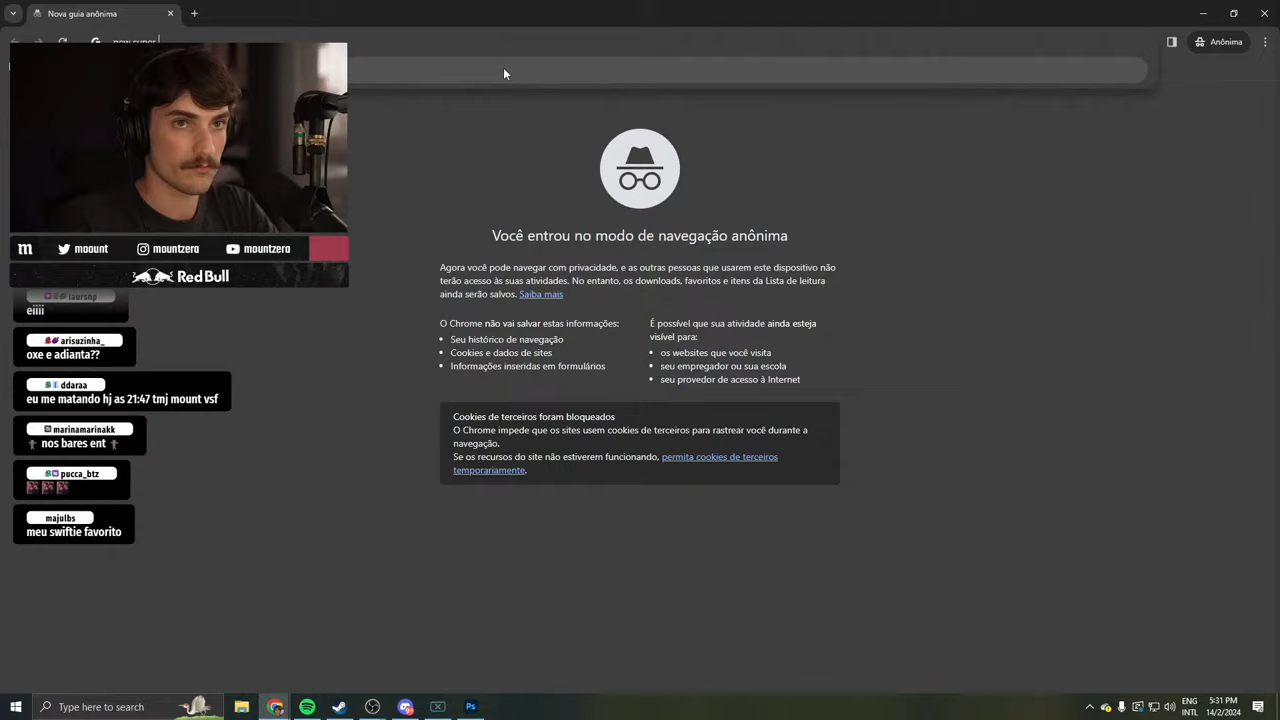 Nova guia anônima
Anônima
m moount mountzera mountzera
Red Bull
laursnp
eiiii
arisuzinha_
oxe e adianta??
ddaraa
eu me matando hj as 21:47 tmj mount vsf
marinamarinakk
nos bares ent
pucca_btz
majulbs
meu swiftie favorito
Você entrou no modo de navegação anônima
Agora você pode navegar com privacidade, e as outras pessoas que usarem este dispositivo não
terão acesso às suas atividades. No entanto, os downloads, favoritos e itens da Lista de leitura
ainda serão salvos. Saiba mais
O Chrome não vai salvar estas informações:
Seu histórico de navegação
Cookies e dados de sites
Informações inseridas em formulários
É possível que sua atividade ainda esteja
visível para:
os websites que você visita
seu empregador ou sua escola
seu provedor de acesso à Internet
Cookies de terceiros foram bloqueados
O Chrome impede que os sites usem cookies de terceiros para rastrear você durante a
navegação.
Se os recursos do site não estiverem funcionando, permita cookies de terceiros
temporariamente.
Type here to search
Ps
ENG
INTL
5:31 PM
14/2/2024